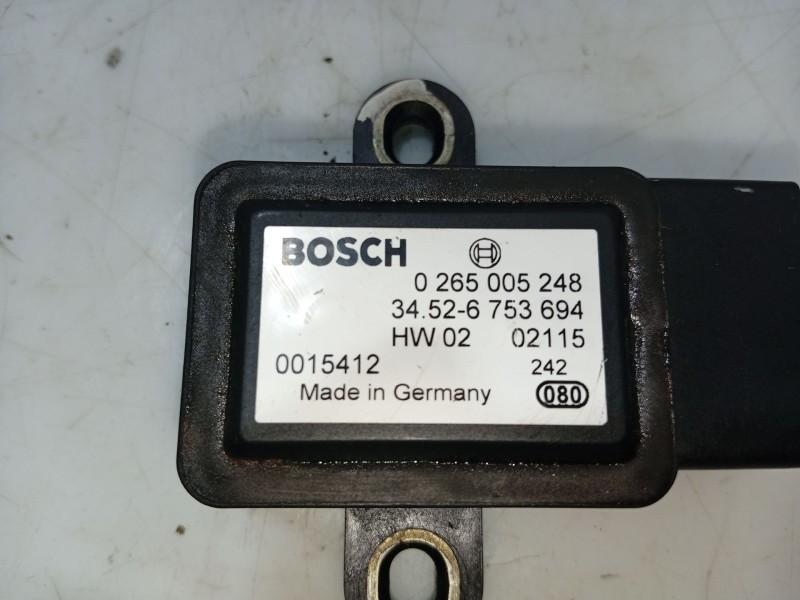 BOSCH
0 265 005 248
34.52-6 753 694
HW 02 02115
0015412 242
Made in Germany 080